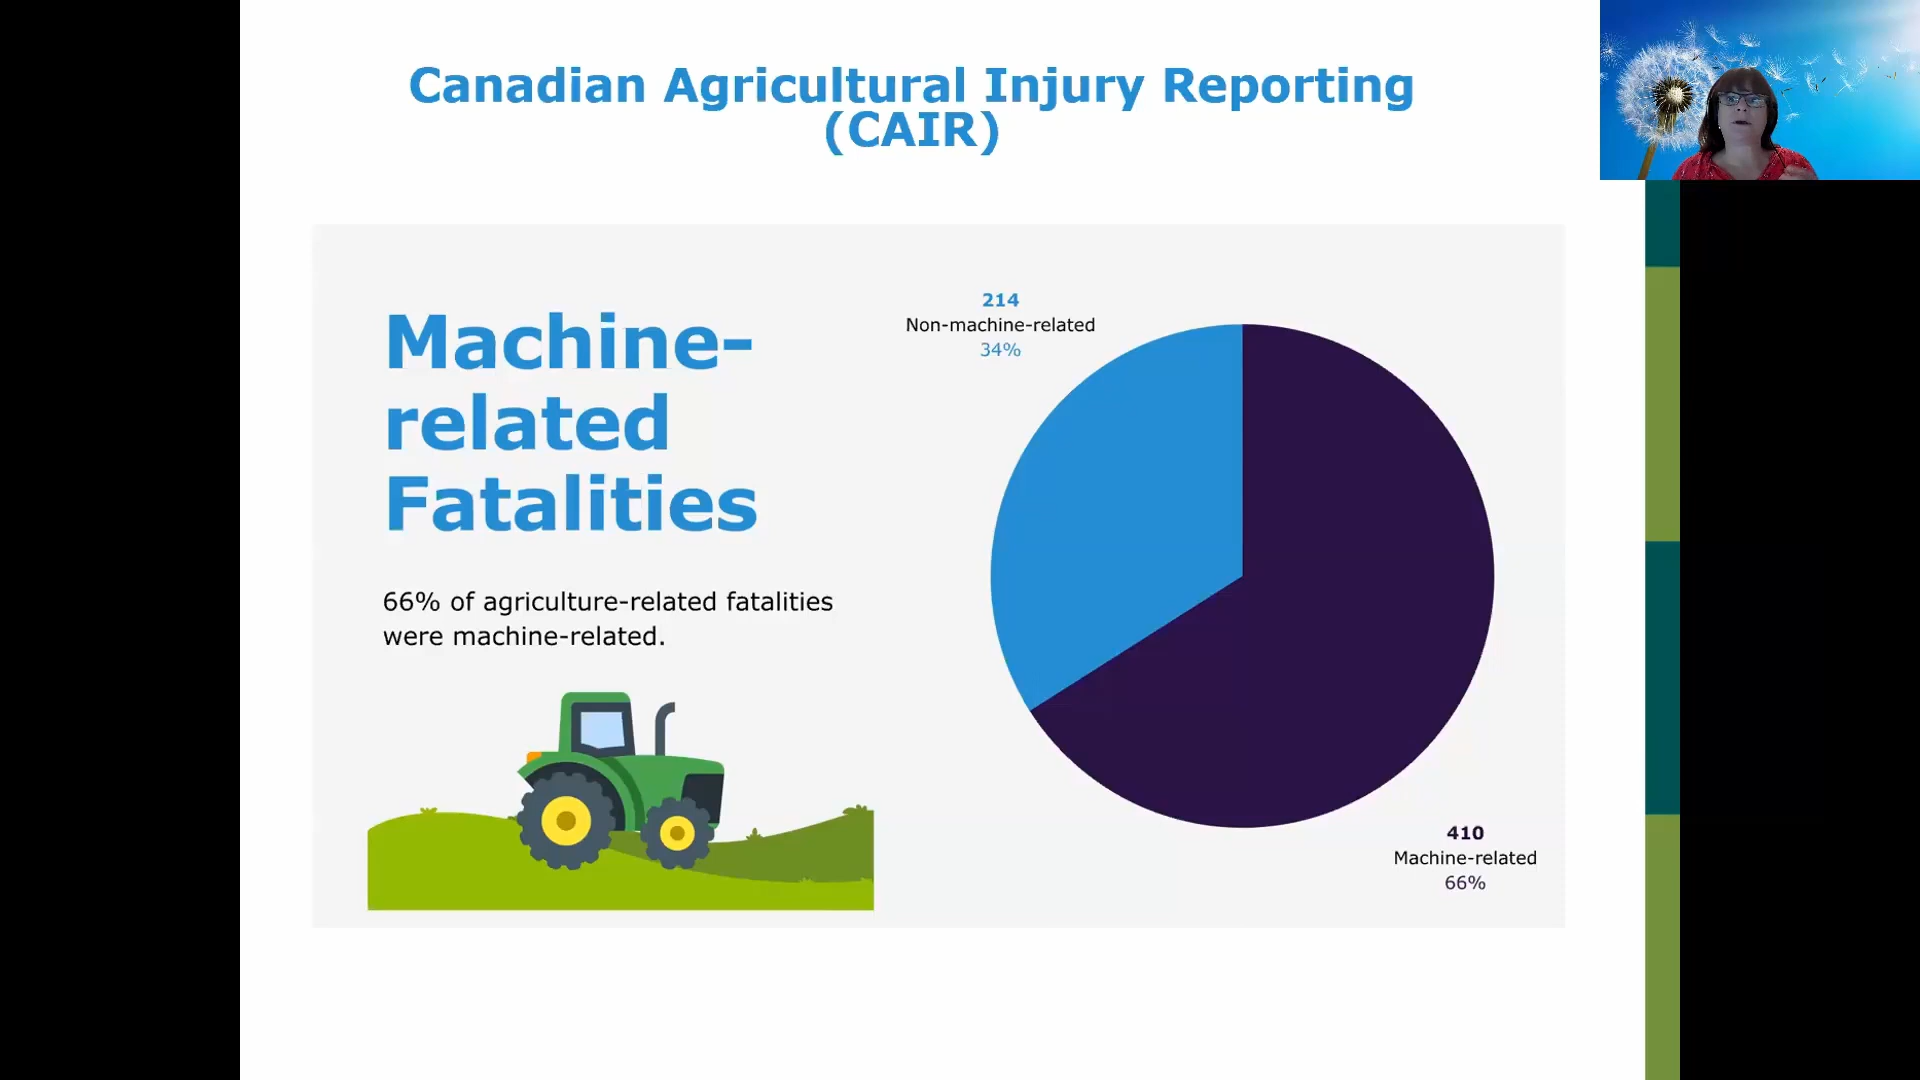 Canadian Agricultural Injury Reporting
(CAIR)
Machine-
related
Fatalities
66% of agriculture-related fatalities
were machine-related.
214
Non-machine-related
34%
410
Machine-related
66%